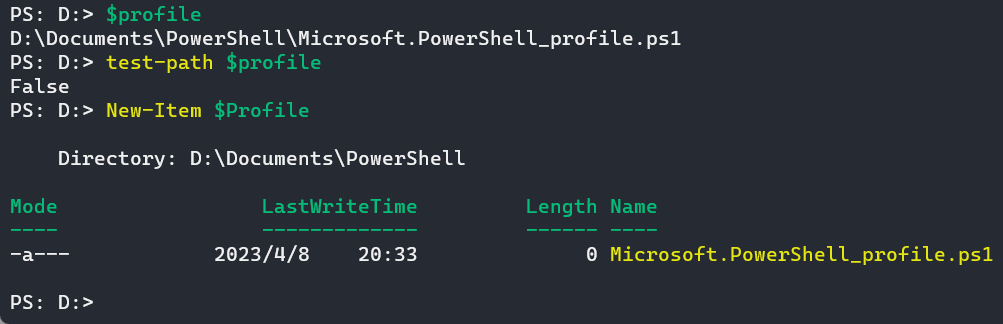 PS: D:> $profile
D:\Documents\PowerShell\Microsoft.PowerShell_profile.ps1
PS: D:> test-path $profile
False
PS: D:> New-Item $Profile
    Directory: D:\Documents\PowerShell
Mode                 LastWriteTime         Length Name
----                 -------------         ------ ----
-a---            2023/4/8    20:33              0 Microsoft.PowerShell_profile.ps1
PS: D:>